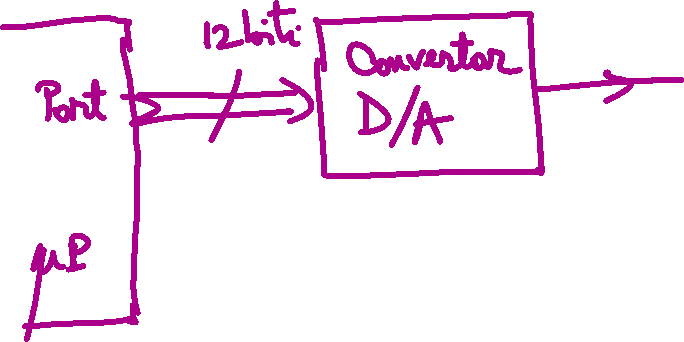 12 biti
Convertor
D/A
Port
µP